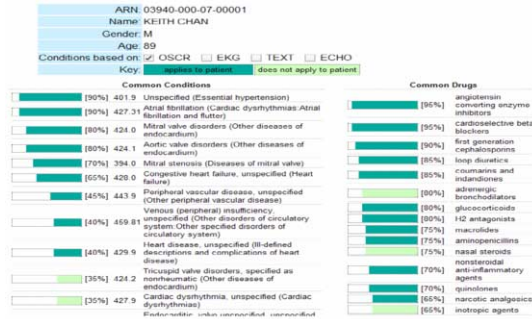 ARN: 03940-000-07-00001
Name: KEITH CHAN
Gender: M
Age: 89
Conditions based on: OSCR EKG TEXT ECHO
Key: applies to patient does not apply to patient
Common Conditions
[90%] 401.9 Unspecified (Essential hypertension)
[90%] 427.31 Atrial fibrillation (Cardiac dysrhythmias:Atrial
fibrillation and flutter)
[80%] 424.0 Mitral valve disorders (Other diseases of
endocardium)
[80%] 424.1 Aortic valve disorders (Other diseases of
endocardium)
[70%] 394.0 Mitral stenosis (Diseases of mitral valve)
[65%] 428.0 Congestive heart failure, unspecified (Heart
failure)
[45%] 443.9 Peripheral vascular disease, unspecified
(Other peripheral vascular disease)
[40%] 459.81 Venous (peripheral) insufficiency,
unspecified (Other disorders of circulatory
system:Other specified disorders of
circulatory system)
[40%] 429.9 Heart disease, unspecified (Ill-defined
descriptions and complications of heart
disease)
[35%] 424.2 Tricuspid valve disorders, specified as
nonrheumatic (Other diseases of
endocardium)
[35%] 427.9 Cardiac dysrhythmia, unspecified (Cardiac
dysrhythmias)
Endocarditis, valve unspecified, unspecified
Common Drugs
[96%] angiotensin
converting enzyme
inhibitors
[95%] cardioselective beta
blockers
[90%] first generation
cephalosporins
[85%] loop diuretics
[85%] coumarins and
indandiones
[80%] adrenergic
bronchodilators
[80%] glucocorticoids
[80%] H2 antagonists
[75%] macrolides
[75%] aminopenicillins
[75%] nasal steroids
[70%] nonsteroidal
anti-inflammatory
agents
[70%] quinolones
[65%] narcotic analgesics
[65%] inotropic agents